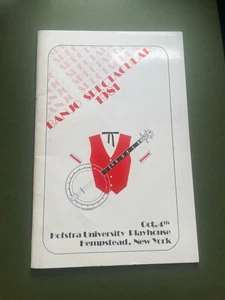 BANJO SPECTACULAR
1981
Oct. 4th
Hofstra University Playhouse
Hempstead, New York